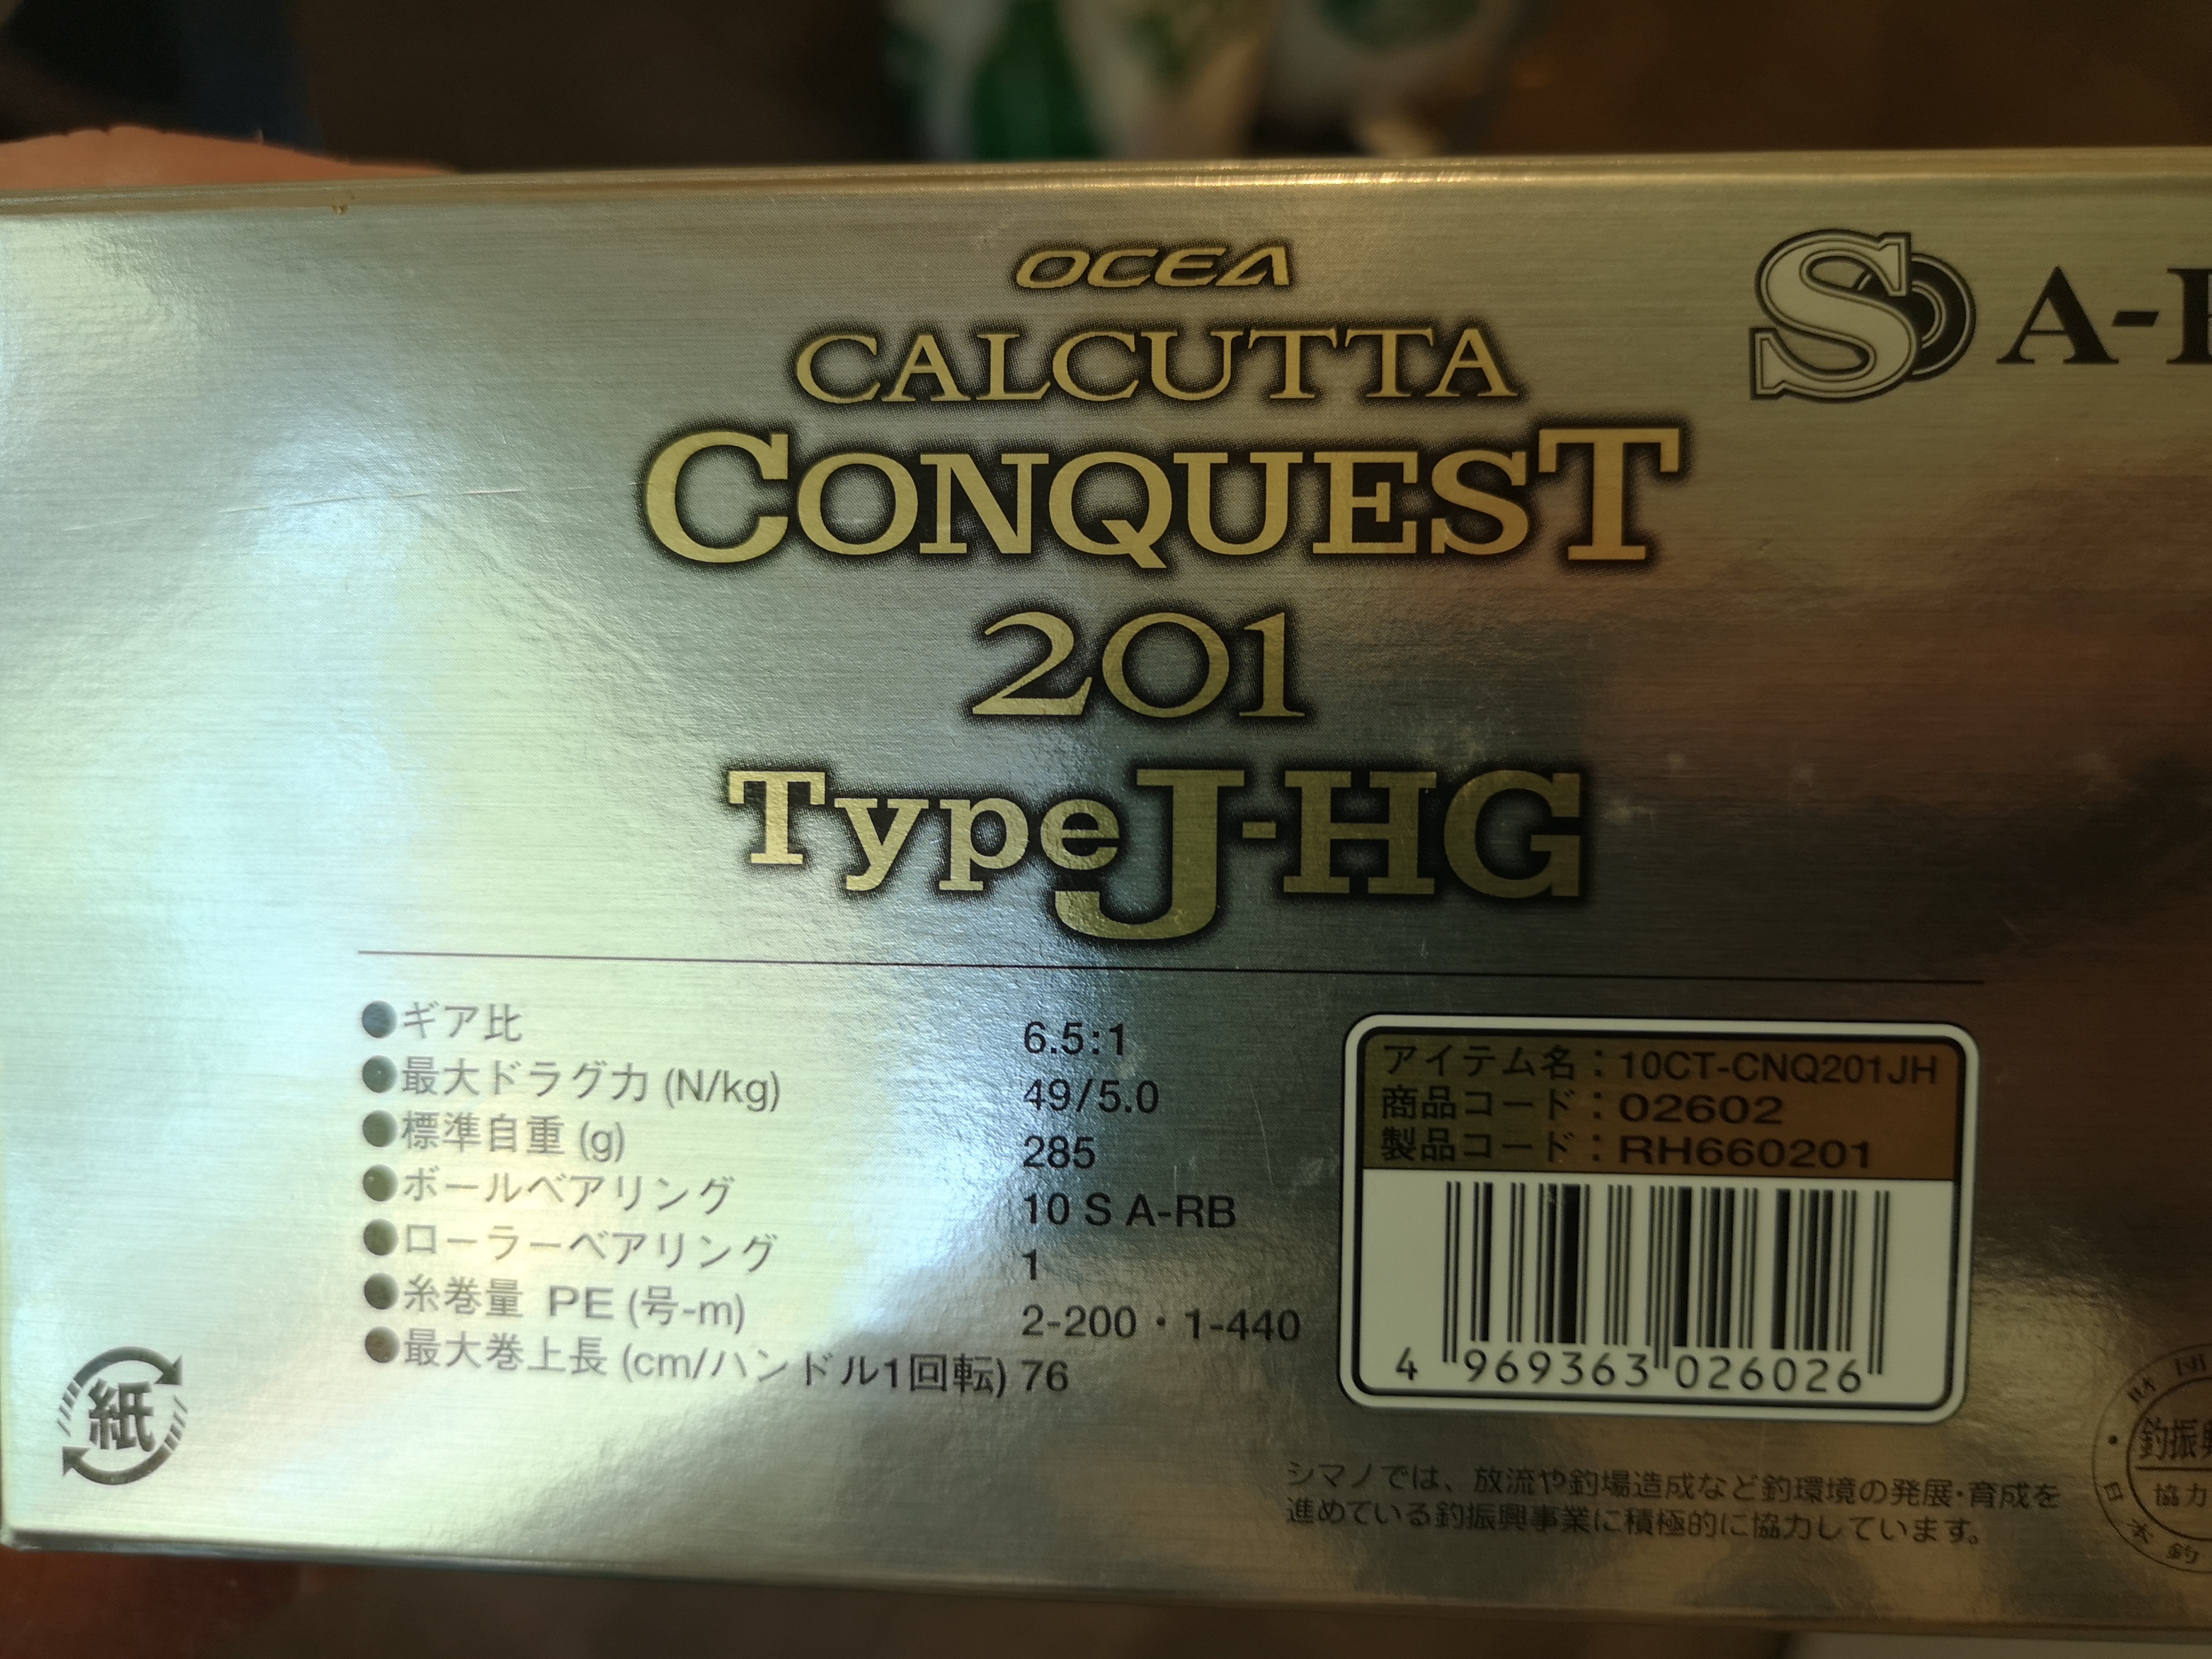 OCEA
CALCUTTA
CONQUEST
201
Type J-HG
S A-
●ギア比 6.5:1
●最大ドラグ力 (N/kg) 49/5.0
●標準自重 (g) 285
●ボールベアリング 10 S A-RB
●ローラーベアリング 1
●糸巻量 PE (号-m) 2-200・1-440
●最大巻上長 (cm/ハンドル1回転) 76
アイテム名:10CT-CNQ201JH
商品コード:02602
製品コード:RH660201
4 969363 026026
紙
シマノでは、放流や釣場造成など釣環境の発展・育成を
進めている釣振興事業に積極的に協力しています。
釣振
協力
日本釣